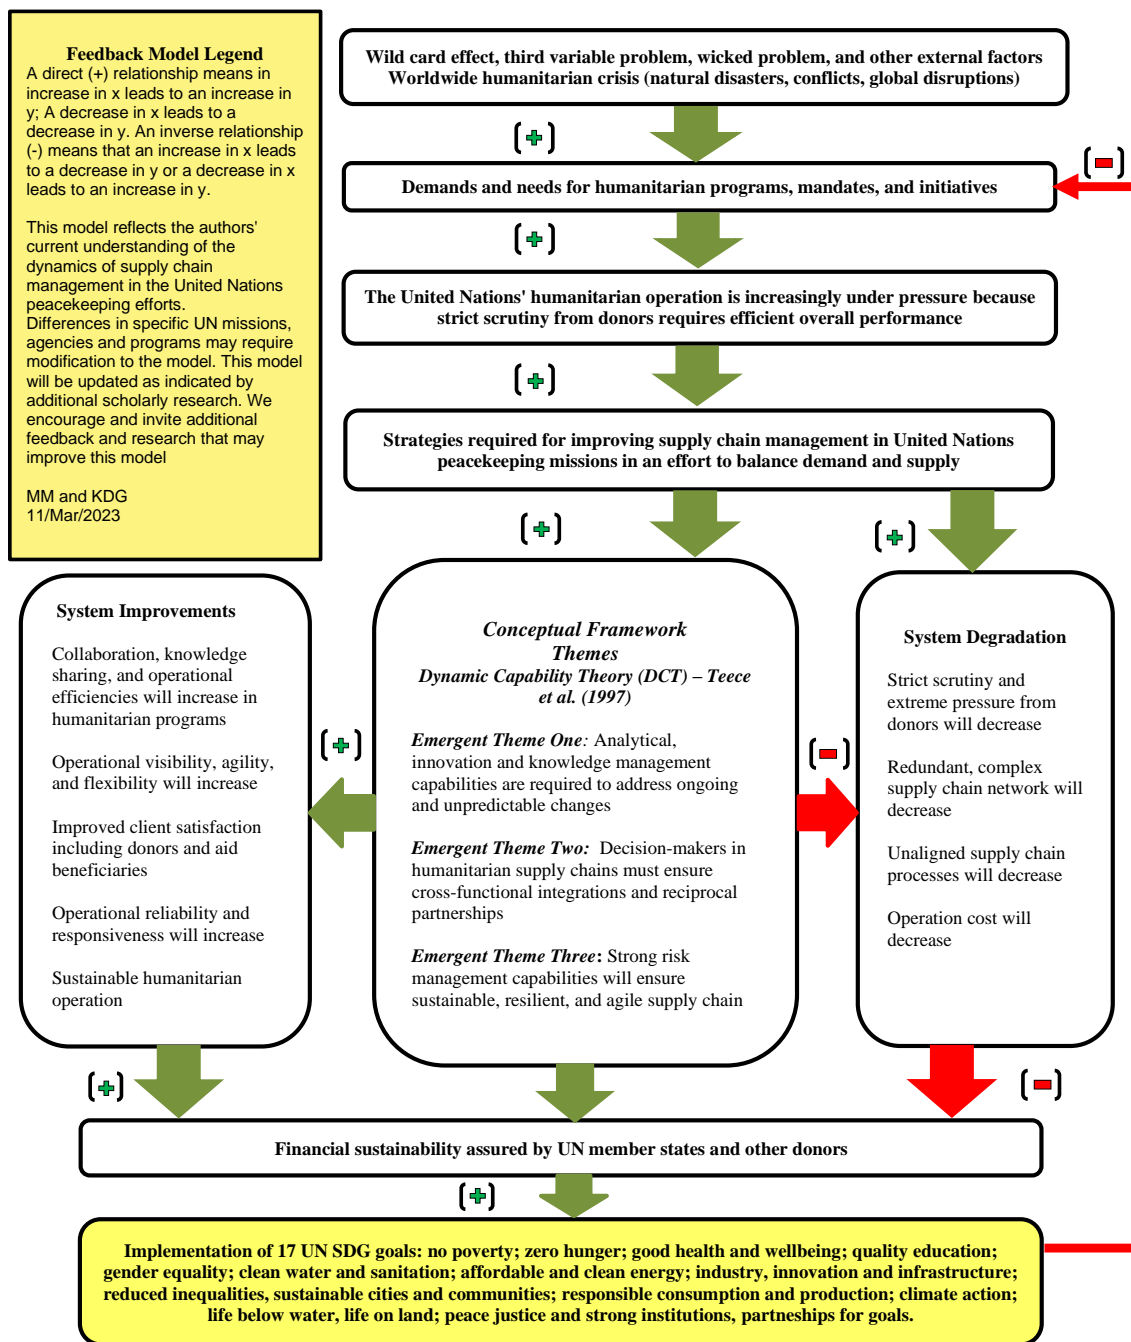 Feedback Model Legend
A direct (+) relationship means in
increase in x leads to an increase in
y; A decrease in x leads to a
decrease in y. An inverse relationship
(-) means that an increase in x leads
to a decrease in y or a decrease in x
leads to an increase in y.
This model reflects the authors'
current understanding of the
dynamics of supply chain
management in the United Nations
peacekeeping efforts.
Differences in specific UN missions,
agencies and programs may require
modification to the model. This model
will be updated as indicated by
additional scholarly research. We
encourage and invite additional
feedback and research that may
improve this model
MM and KDG
11/Mar/2023
Wild card effect, third variable problem, wicked problem, and other external factors
Worldwide humanitarian crisis (natural disasters, conflicts, global disruptions)
(+)
(-)
Demands and needs for humanitarian programs, mandates, and initiatives
(+)
The United Nations' humanitarian operation is increasingly under pressure because
strict scrutiny from donors requires efficient overall performance
(+)
Strategies required for improving supply chain management in United Nations
peacekeeping missions in an effort to balance demand and supply
(+)
(+)
System Improvements
Collaboration, knowledge
sharing, and operational
efficiencies will increase in
humanitarian programs
Operational visibility, agility,
and flexibility will increase
Improved client satisfaction
including donors and aid
beneficiaries
Operational reliability and
responsiveness will increase
Sustainable humanitarian
operation
(+)
Conceptual Framework
Themes
Dynamic Capability Theory (DCT) – Teece
et al. (1997)
Emergent Theme One: Analytical,
innovation and knowledge management
capabilities are required to address ongoing
and unpredictable changes
Emergent Theme Two: Decision-makers in
humanitarian supply chains must ensure
cross-functional integrations and reciprocal
partnerships
Emergent Theme Three: Strong risk
management capabilities will ensure
sustainable, resilient, and agile supply chain
(-)
System Degradation
Strict scrutiny and
extreme pressure from
donors will decrease
Redundant, complex
supply chain network will
decrease
Unaligned supply chain
processes will decrease
Operation cost will
decrease
(+)
(-)
Financial sustainability assured by UN member states and other donors
(+)
Implementation of 17 UN SDG goals: no poverty; zero hunger; good health and wellbeing; quality education;
gender equality; clean water and sanitation; affordable and clean energy; industry, innovation and infrastructure;
reduced inequalities, sustainable cities and communities; responsible consumption and production; climate action;
life below water, life on land; peace justice and strong institutions, partneships for goals.